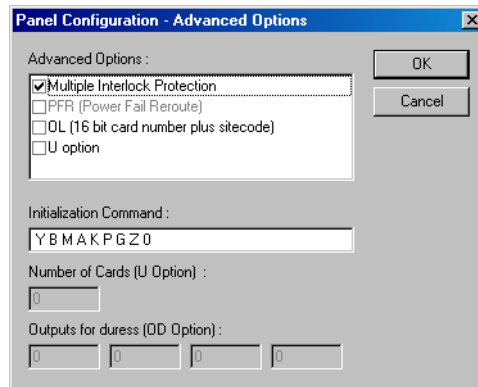 Panel Configuration - Advanced Options
Advanced Options :
OK
Multiple Interlock Protection
PFR (Power Fail Reroute)
Cancel
OL (16 bit card number plus sitecode)
U option
Initialization Command :
Y B M A K P G Z 0
Number of Cards (U Option) :
0
Outputs for duress (OD Option) :
0 0 0 0